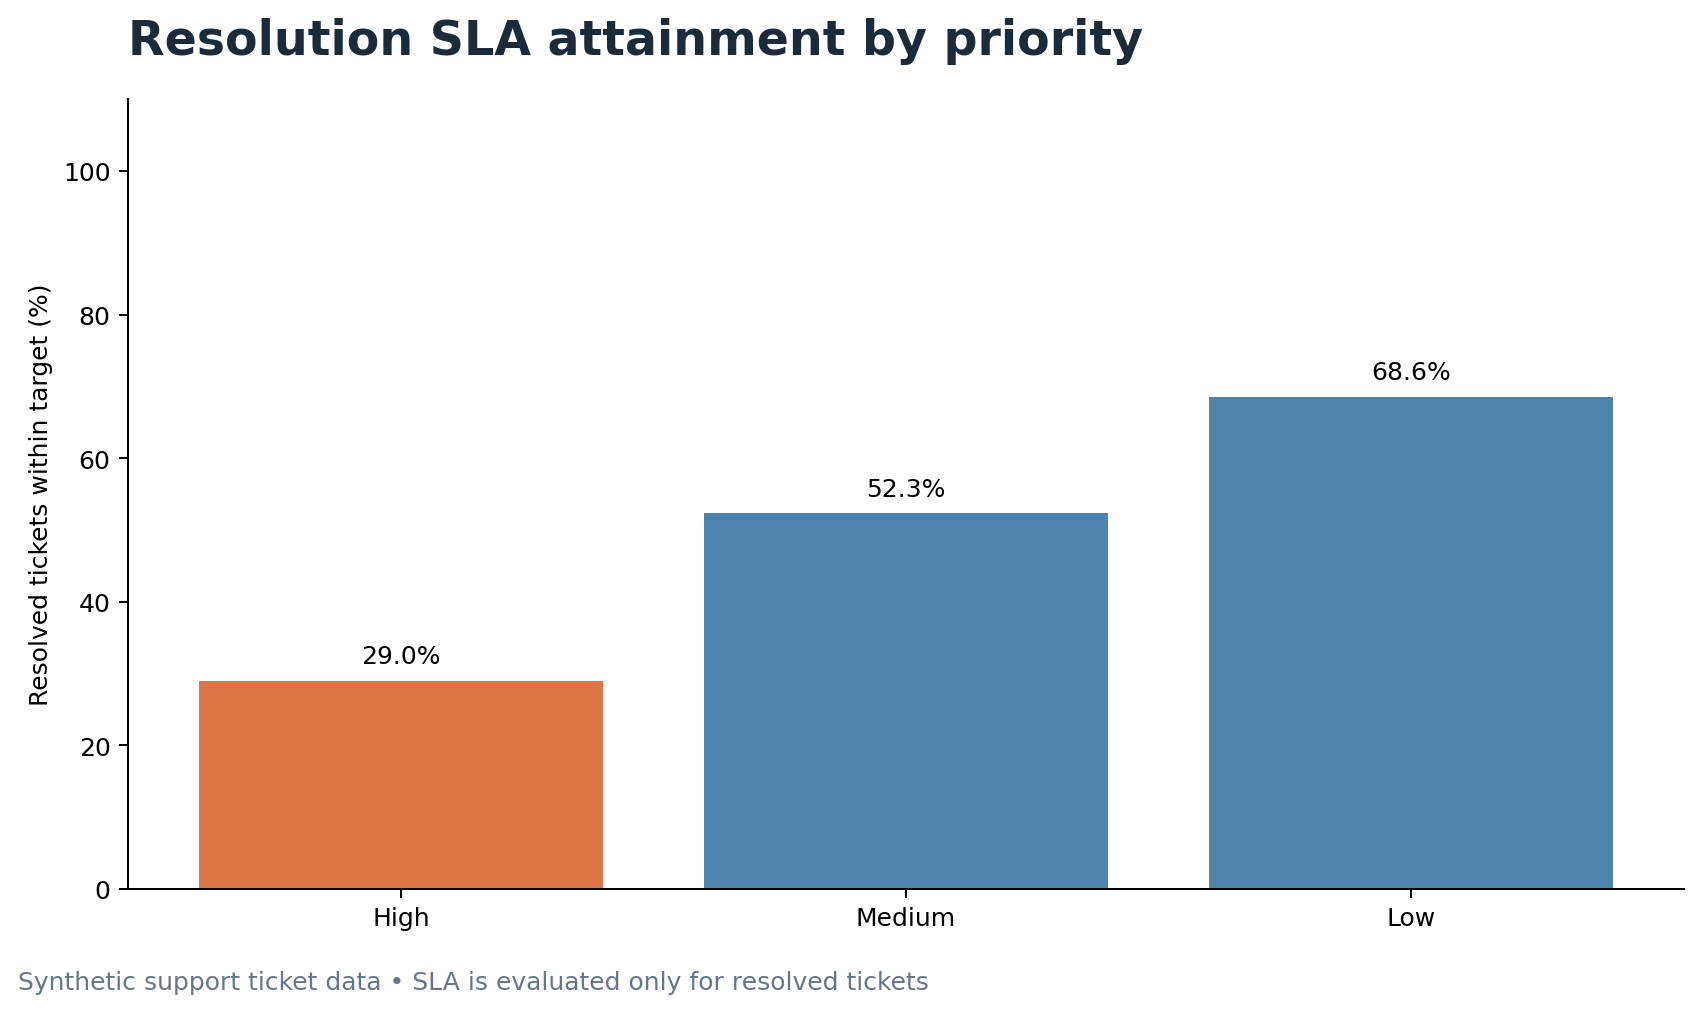 Resolution SLA attainment by priority
Resolved tickets within target (%)
100
80
60
40
20
0
29.0%
52.3%
68.6%
High
Medium
Low
Synthetic support ticket data • SLA is evaluated only for resolved tickets